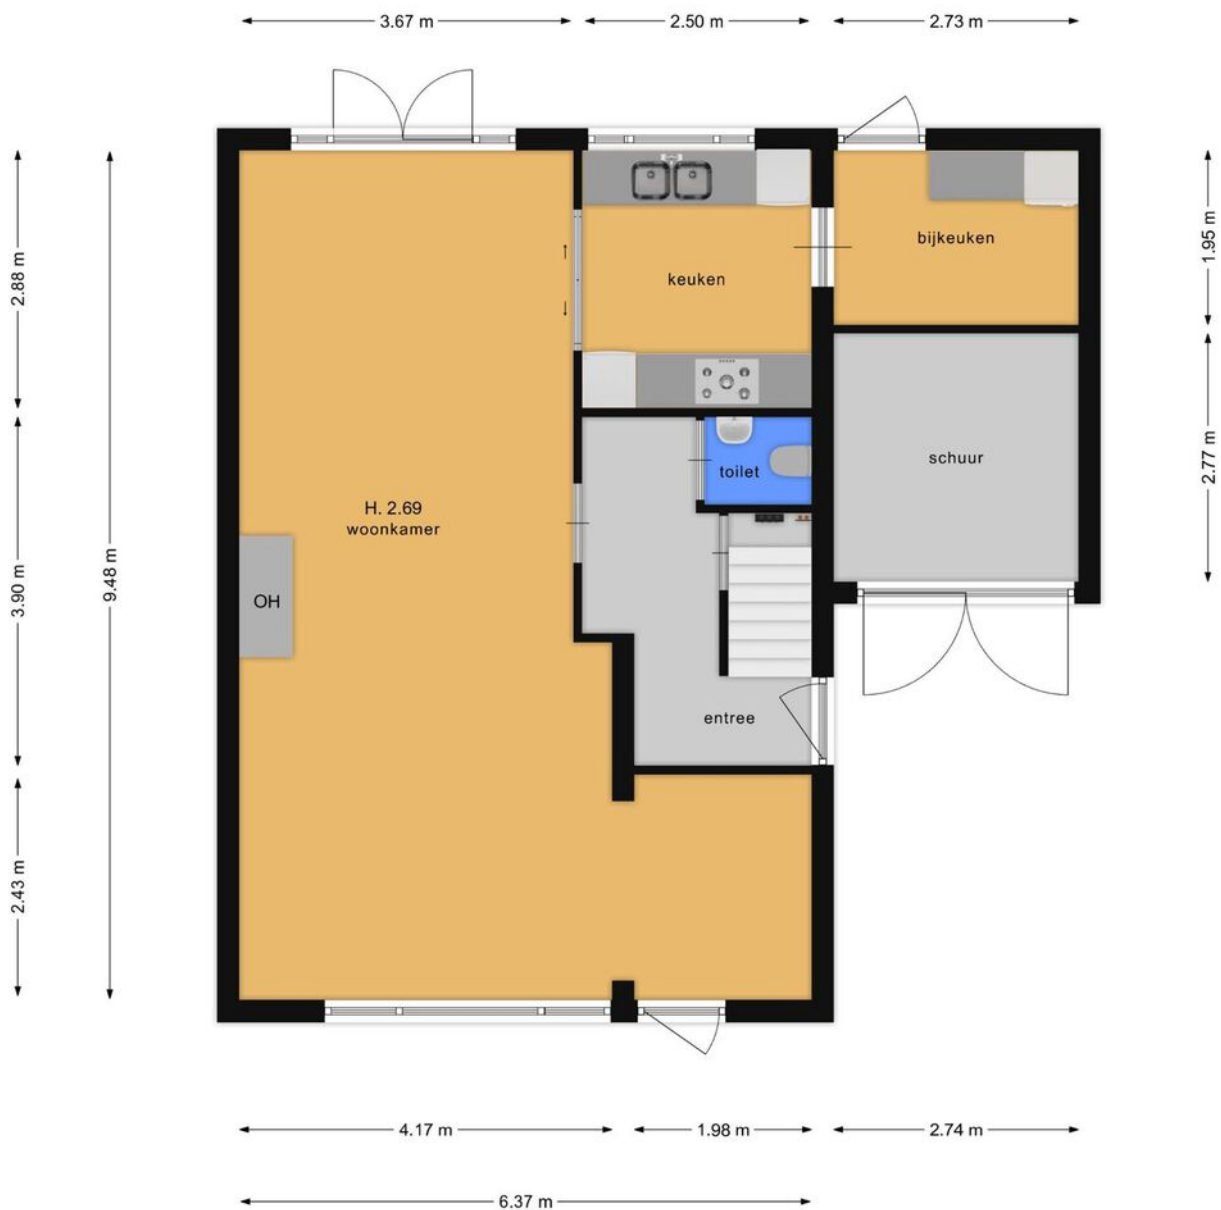 3.67 m
2.50 m
2.73 m
2.88 m
1.95 m
bijkeuken
keuken
2.77 m
schuur
toilet
H. 2.69
woonkamer
9.48 m
3.90 m
OH
entree
2.43 m
4.17 m
1.98 m
2.74 m
6.37 m